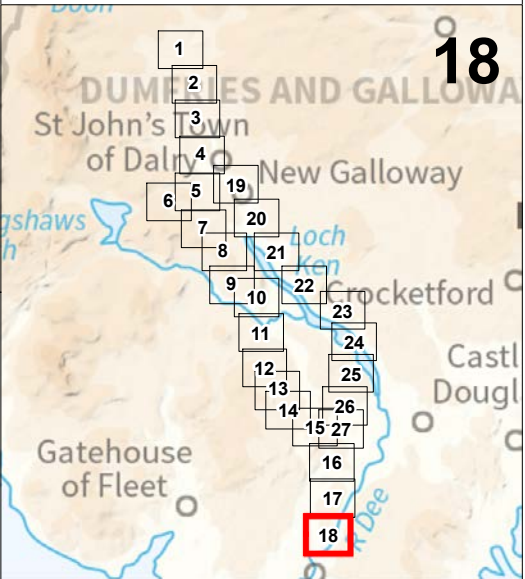 Doon
18
1
2
DUMFRIES AND GALLOWA
3
St John's Town
of Dalry
4
19
New Galloway
5
6
20
gshaws
h
7
Loch
Ken
8
21
9
22
10
Crocketford
23
11
24
Castl
Dougl
12
25
13
14
26
15
27
Gatehouse
of Fleet
16
17
R Dee
18